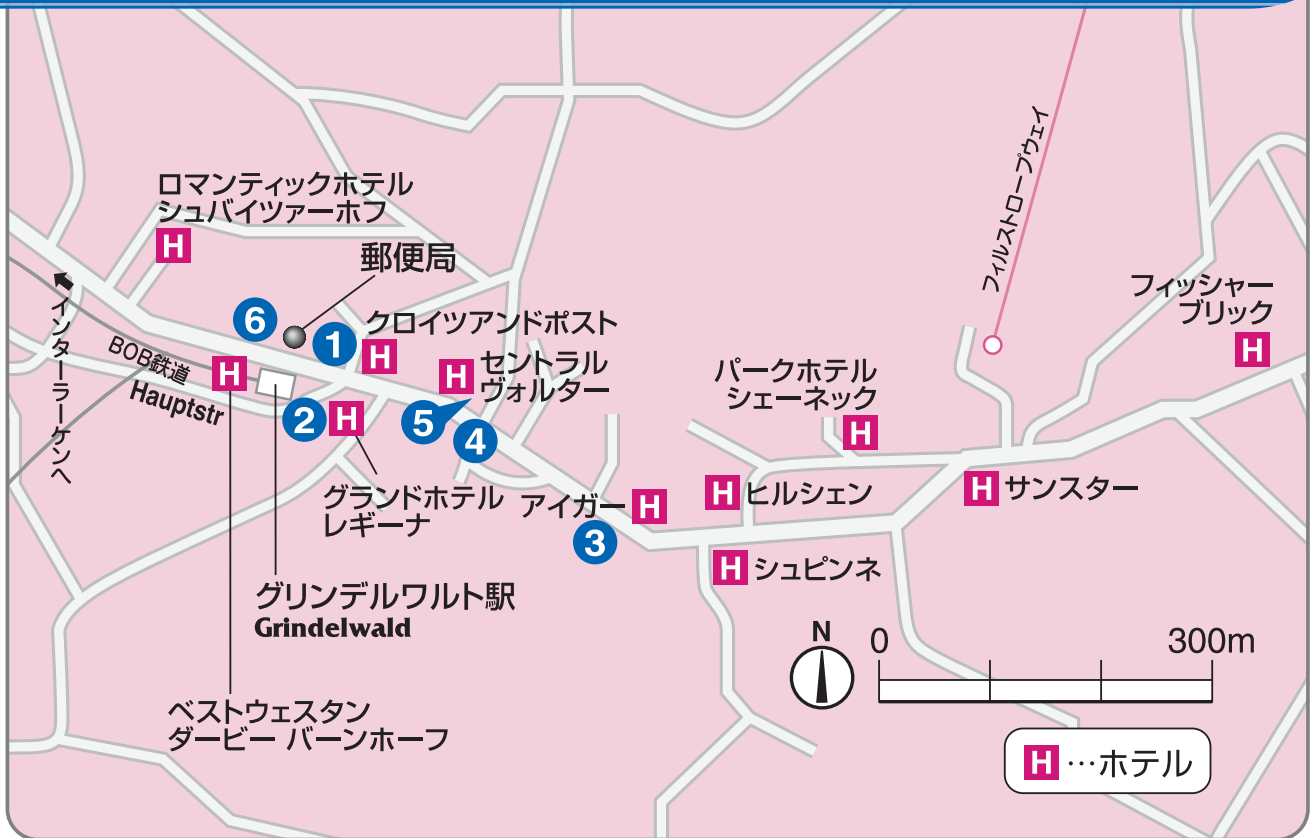 ロマンティックホテル
シュバイツァーホフ
H
郵便局
フィルストロープウェイ
フィッシャー
ブリック
H
インターラーケンへ
BOB鉄道
Hauptstr
6
1
クロイツアンドポスト
H
H
セントラル
ヴォルター
H
2
H
5
4
パークホテル
シェーネック
H
グランドホテル
レギーナ
アイガー
H
3
H
ヒルシェン
H
サンスター
H
シュピンネ
グリンデルワルト駅
Grindelwald
ベストウェスタン
ダービー バーンホーフ
N
0
300m
H…ホテル